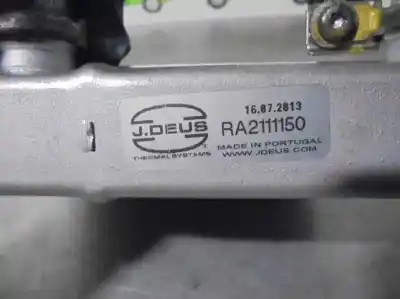 16.07.2013
J.DEUS
RA2111150
THERMAL SYSTEMS
MADE IN PORTUGAL
WWW.JDEUS.COM